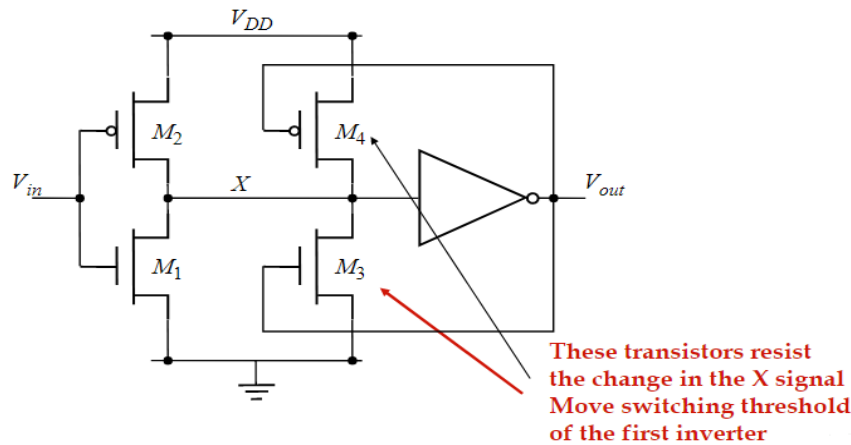 V_DD
M_2
M_4
V_in
X
V_out
M_1
M_3
These transistors resist
the change in the X signal
Move switching threshold
of the first inverter